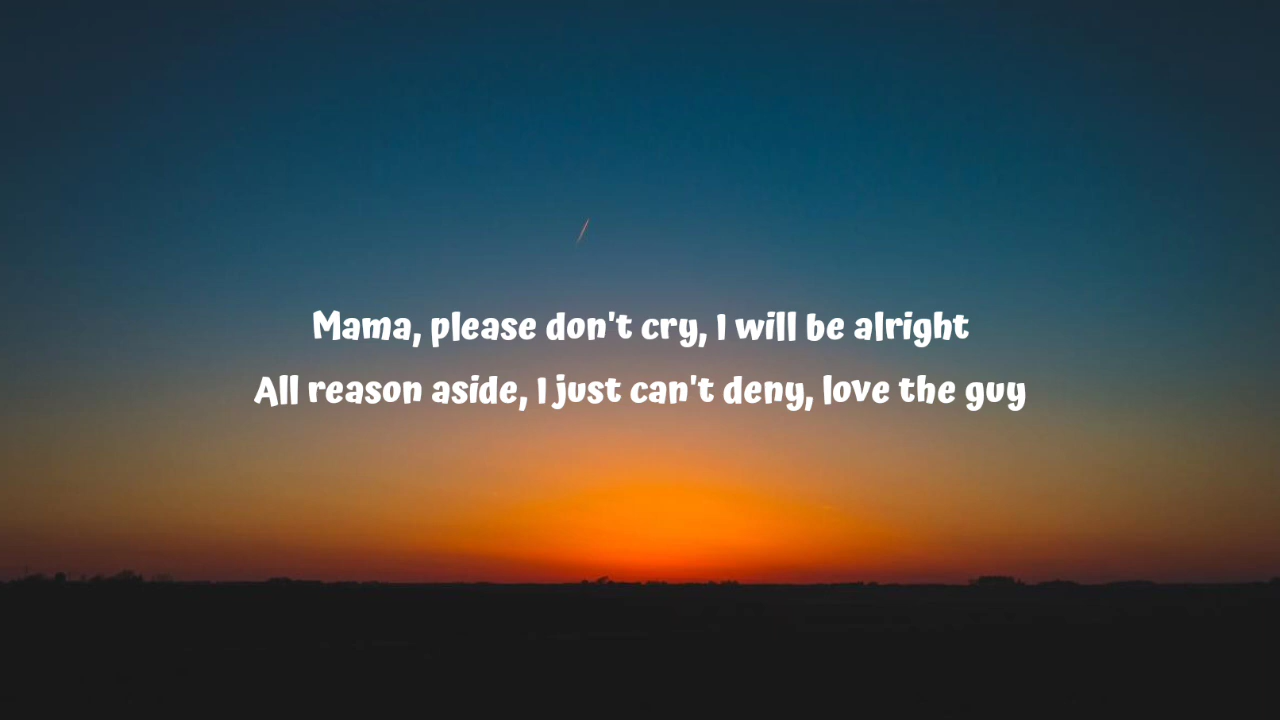 Mama, please don't cry, I will be alright
All reason aside, I just can't deny, love the guy